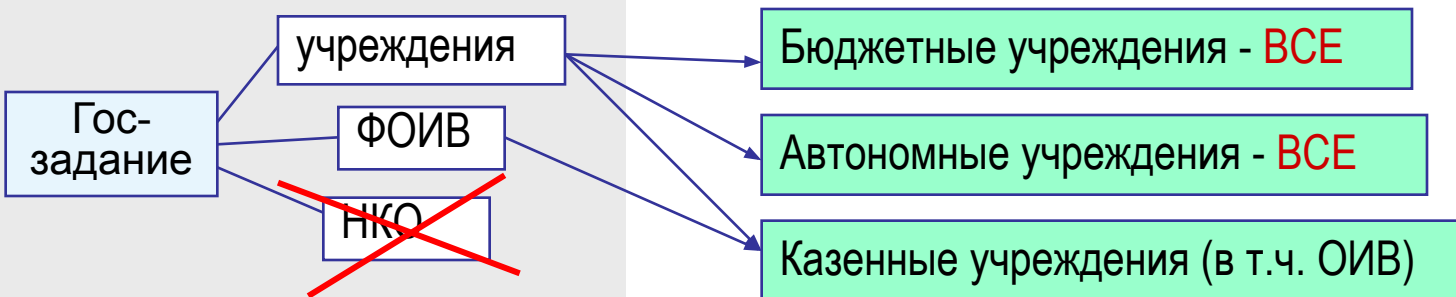 учреждения
Бюджетные учреждения - ВСЕ
Гос-
задание
ФОИВ
Автономные учреждения - ВСЕ
НКО
Казенные учреждения (в т.ч. ОИВ)